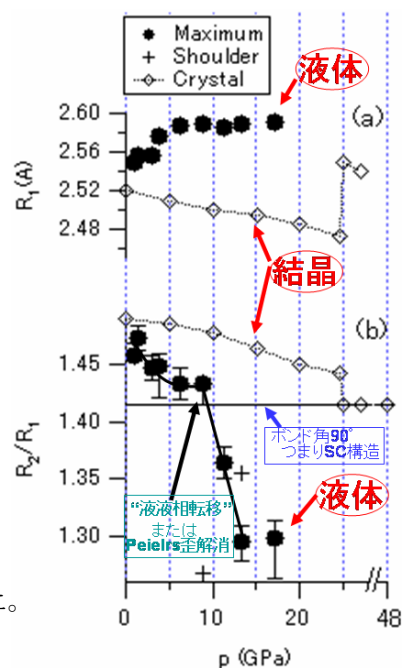 Maximum
Shoulder
Crystal
液体
(a)
2.60
2.56
2.52
2.48
R1(A)
結晶
(b)
1.45
1.40
1.35
1.30
R2/R1
ボンド角90°
つまりSC構造
“液液相転移”
または
Peielrs歪解消
液体
た。
0
10
20
48
p (GPa)